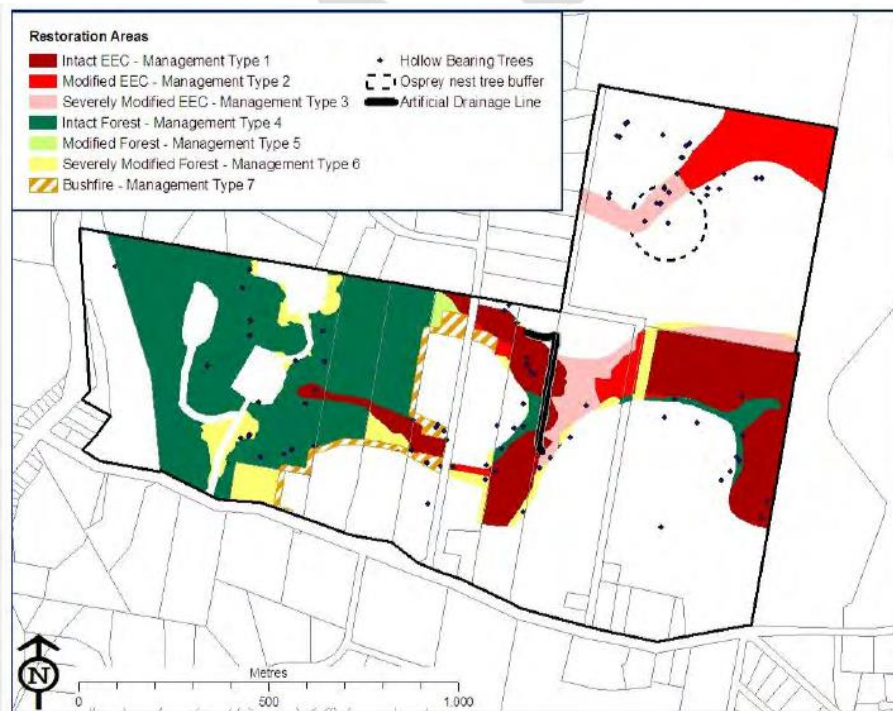 Restoration Areas
Intact EEC - Management Type 1
Modified EEC - Management Type 2
Severely Modified EEC - Management Type 3
Intact Forest - Management Type 4
Modified Forest - Management Type 5
Severely Modified Forest - Management Type 6
Bushfire - Management Type 7
Hollow Bearing Trees
Osprey nest tree buffer
Artificial Drainage Line
N
Metres
0 500 1,000